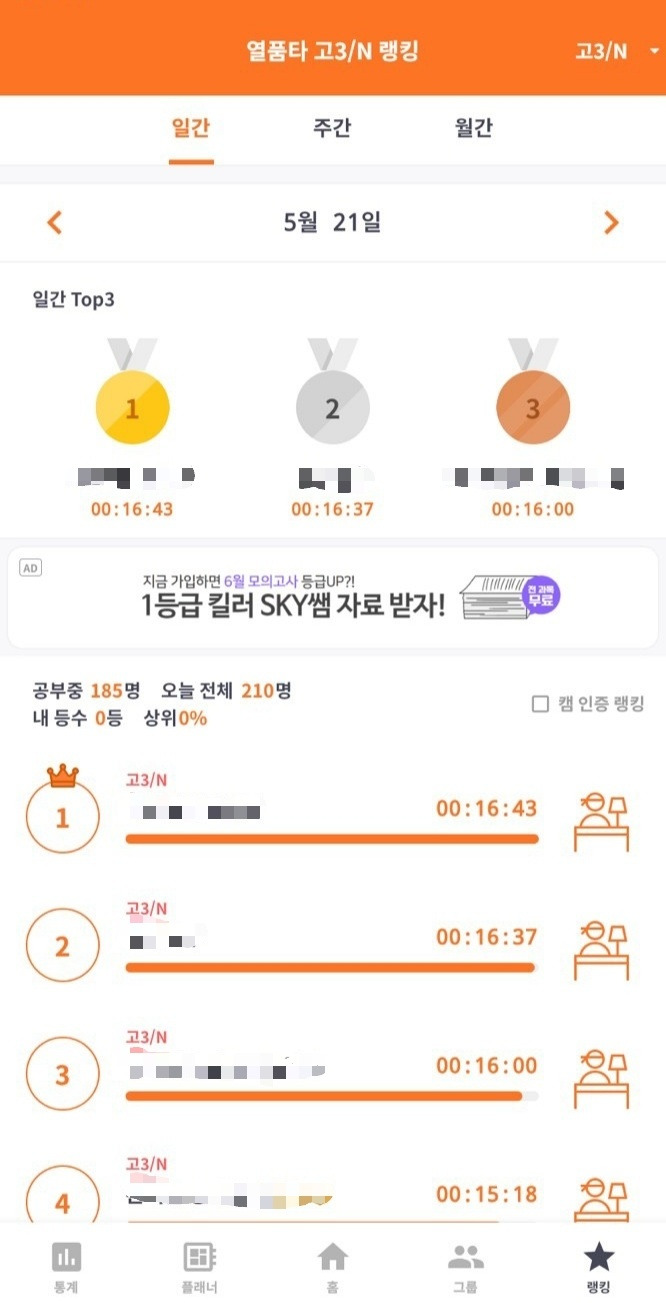 열품타 고3/N 랭킹
고3/N
일간 주간 월간
5월 21일
일간 Top3
1 2 3
00:16:43 00:16:37 00:16:00
AD
지금 가입하면 6월 모의고사 등급UP?!
1등급 킬러 SKY쌤 자료 받자!
전 과목
무료
공부중 185명 오늘 전체 210명
내 등수 0등 상위0%
캠 인증 랭킹
고3/N
1 00:16:43
고3/N
2 00:16:37
고3/N
3 00:16:00
고3/N
4 00:15:18
통계 플래너 홈 그룹 랭킹